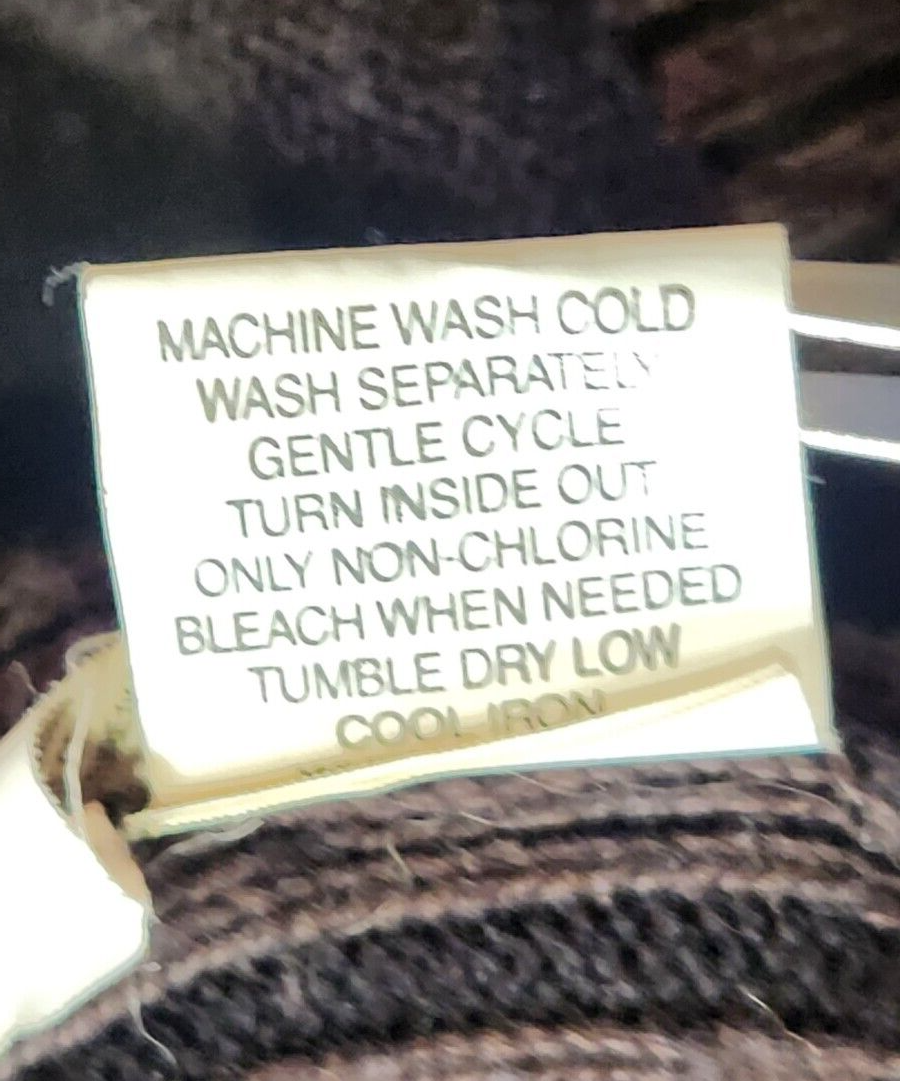 MACHINE WASH COLD
WASH SEPARATELY
GENTLE CYCLE
TURN INSIDE OUT
ONLY NON-CHLORINE
BLEACH WHEN NEEDED
TUMBLE DRY LOW
COOL IRON